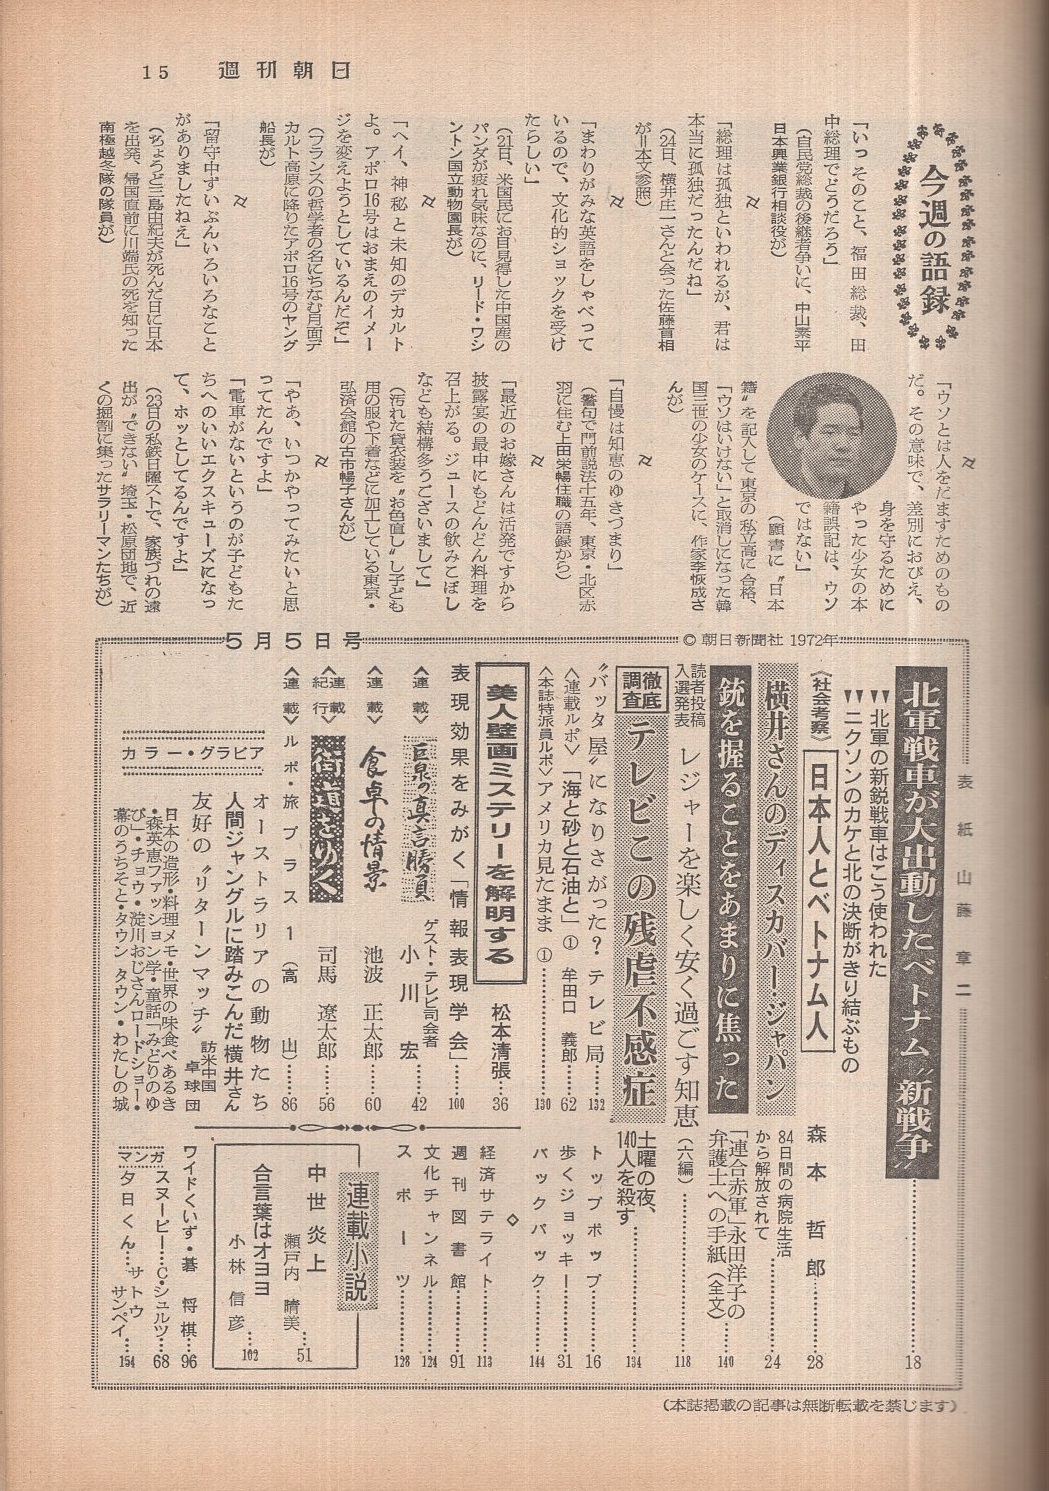 15 週刊朝日
今週の語録
「いっそのこと、福田総裁、田
中総理でどうだろう」
（自民党総裁の後継者争いに、中山素平
日本興業銀行相談役が）
「総理は孤独といわれるが、君は
本当に孤独だったんだね」
（24日、横井庄一さんと会った佐藤首相
が＝本文参照）
「まわりがみな英語をしゃべって
いるので、文化的ショックを受け
たらしい」
（21日、米国民にお目見得した中国産の
パンダが疲れ気味なのに、リード・ワシ
ントン国立動物園長が）
「ヘイ、神秘と未知のデカルト
よ。アポロ16号はおまえのイメー
ジを変えようとしているんだぞ」
（フランスの哲学者の名にちなむ月面デ
カルト高原に降りたアポロ16号のヤング
船長が）
「留守中ずいぶんいろいろなこと
がありましたねえ」
（ちょうど三島由紀夫が死んだ日に日本
を出発、帰国直前に川端氏の死を知った
南極越冬隊の隊員が）
「ウソとは人をだますためのもの
だ。その意味で、差別におびえ、
身を守るために
やった少女の本
籍誤記は、ウソ
ではない」
（願書に〝日本
籍〟を記入して東京の私立高に合格、
「ウソはいけない」と取消しになった韓
国三世の少女のケースに、作家李恢成さ
んが）
「自慢は知恵のゆきづまり」
（警句で門前説法十五年、東京・北区赤
羽に住む上田栄暢住職の語録から）
「最近のお嫁さんは活発ですから
披露宴の最中にもどんどん料理を
召上がる。ジュースの飲みこぼし
なども結構多うございまして」
（汚れた貸衣装を〝お色直し〟し子ども
用の服や下着などに加工している東京・
弘済会館の古市暢子さんが）
「やあ、いつかやってみたいと思
ってたんですよ」
「電車がないというのが子どもた
ちへのいいエクスキューズになっ
て、ホッとしてるんですよ」
（23日の私鉄日曜ストで、家族づれの遠
出が〝できない〟埼玉・松原団地で、近
くの掘割に集ったサラリーマンたちが）
5月5日号
© 朝日新聞社 1972年
表紙 山藤章二
北軍戦車が大出動したベトナム〝新戦争〟 18
北軍の新鋭戦車はこう使われた
ニクソンのカケと北の決断がきり結ぶもの
〈社会考察〉 日本人とベトナム人 森本哲郎 28
横井さんのディスカバー・ジャパン 84日間の病院生活
から解放されて 24
銃を握ることをあまりに焦った 「連合赤軍」永田洋子の
弁護士への手紙（全文） 140
読者投稿
入選発表 レジャーを楽しく安く過ごす知恵（六編） 118
徹底
調査 テレビこの残虐不感症 土曜の夜、
140人を殺す 134
〝バッタ屋〟になりさがった？テレビ局 132
〈連載ルポ〉「海と砂と石油と」① 牟田口 義郎 62
〈本誌特派員ルポ〉アメリカ見たまま ① 130
美人壁画ミステリーを解明する 松本清張 36
表現効果をみがく「情報表現学会」 100
〈連載〉 巨泉の真言勝負 ゲスト・テレビ司会者
小川 宏 42
〈連載〉 食卓の情景 池波 正太郎 60
〈連載
紀行〉 街道をゆく 司馬 遼太郎 56
〈連載〉 ルポ・旅プラス1（高山） 86
カラー・グラビア
オーストラリアの動物たち
人間ジャングルに踏みこんだ横井さん
友好の〝リターンマッチ〟 訪米中国
卓球団
日本の造形・料理メモ・世界の味食べあるき
・森英恵ファッション学・童話「みどりのゆ
び」・チョウ・淀川おじさんロードショー・
幕のうちそと・タウン タウン・わたしの城
トップポップ 16
歩くジョッキー 31
バックパック 144
経済サテライト 113
週刊図書館 91
文化チャンネル 124
スポーツ 128
連載小説
中世炎上 瀬戸内 晴美 51
合言葉はオヨヨ 小林 信彦 102
ワイドくいず・碁 将棋 96
マンガ
スヌーピー C・シュルツ 68
夕日くん サトウ
サンペイ 154
（本誌掲載の記事は無断転載を禁じます）